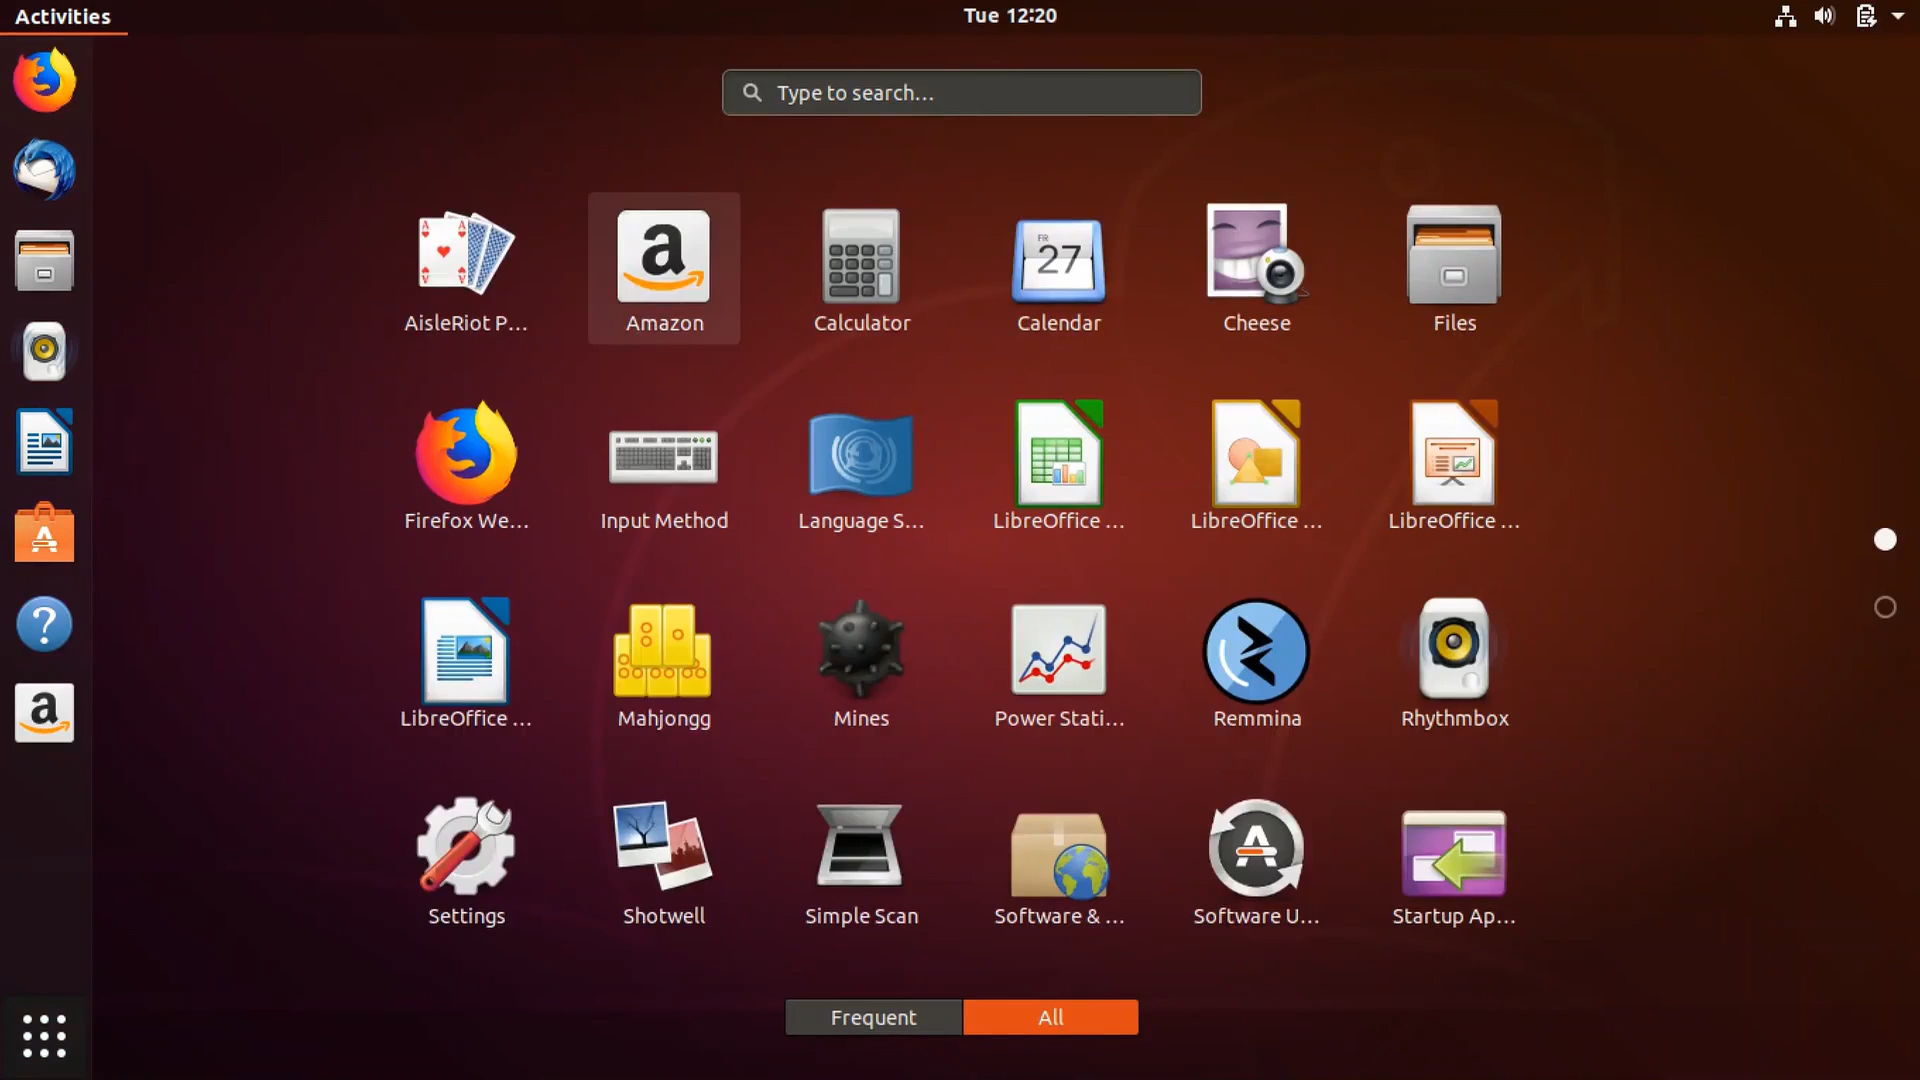 Activities
Tue 12:20
Type to search...
AisleRiot P...
Amazon
Calculator
FR
27
Calendar
Cheese
Files
Firefox We...
Input Method
Language S...
LibreOffice ...
LibreOffice ...
LibreOffice ...
LibreOffice ...
Mahjongg
Mines
Power Stati...
Remmina
Rhythmbox
Settings
Shotwell
Simple Scan
Software & ...
Software U...
Startup Ap...
Frequent
All